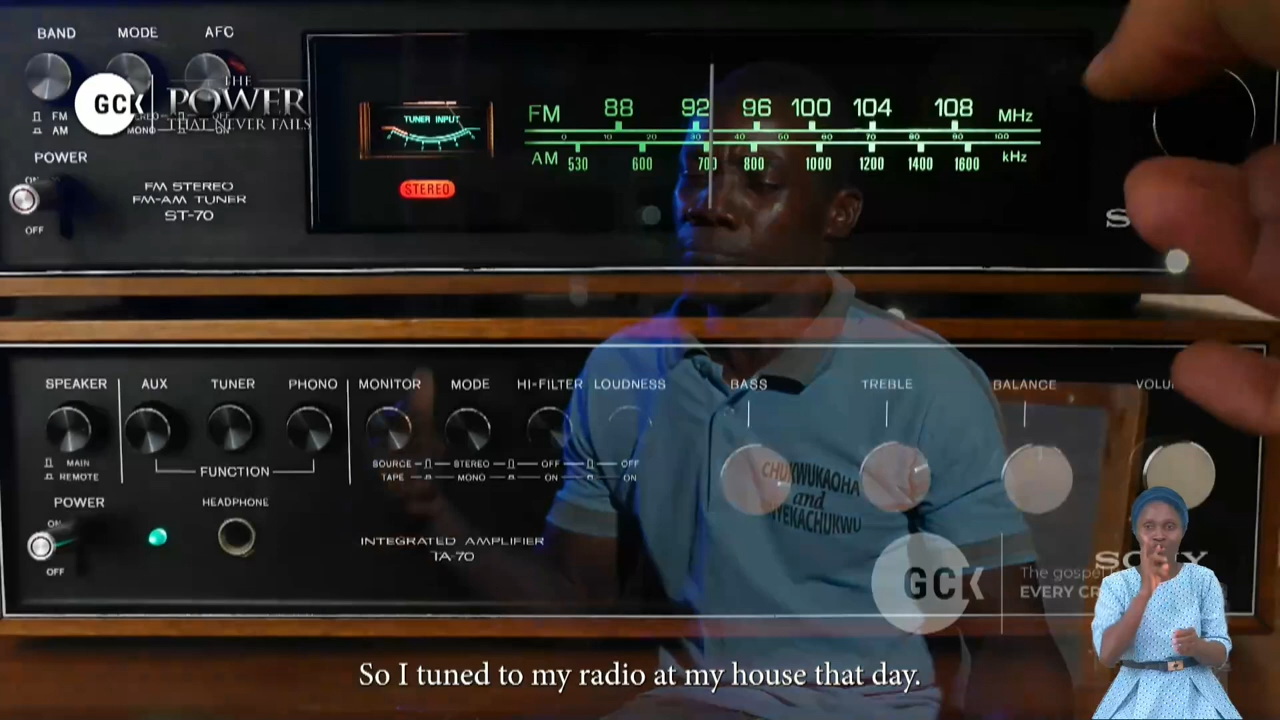 BAND MODE AFC
GCK
THE
POWER
THAT NEVER FAILS
FM
AM
MONO
POWER
ON
OFF
FM STEREO
FM-AM TUNER
ST-70
TUNER INPUT
STEREO
FM 88 92 96 100 104 108 MHz
0 10 20 30 40 50 60 70 80 90 100
AM 530 600 700 800 1000 1200 1400 1600 kHz
SPEAKER AUX TUNER PHONO MONITOR MODE HI-FILTER LOUDNESS BASS TREBLE BALANCE
MAIN
REMOTE
FUNCTION
SOURCE STEREO OFF OFF
TAPE MONO ON ON
POWER
ON
OFF
HEADPHONE
INTEGRATED AMPLIFIER
TA-70
CHUKWUKAOHA
and
GCK
The gospel
EVERY
SONY
So I tuned to my radio at my house that day.